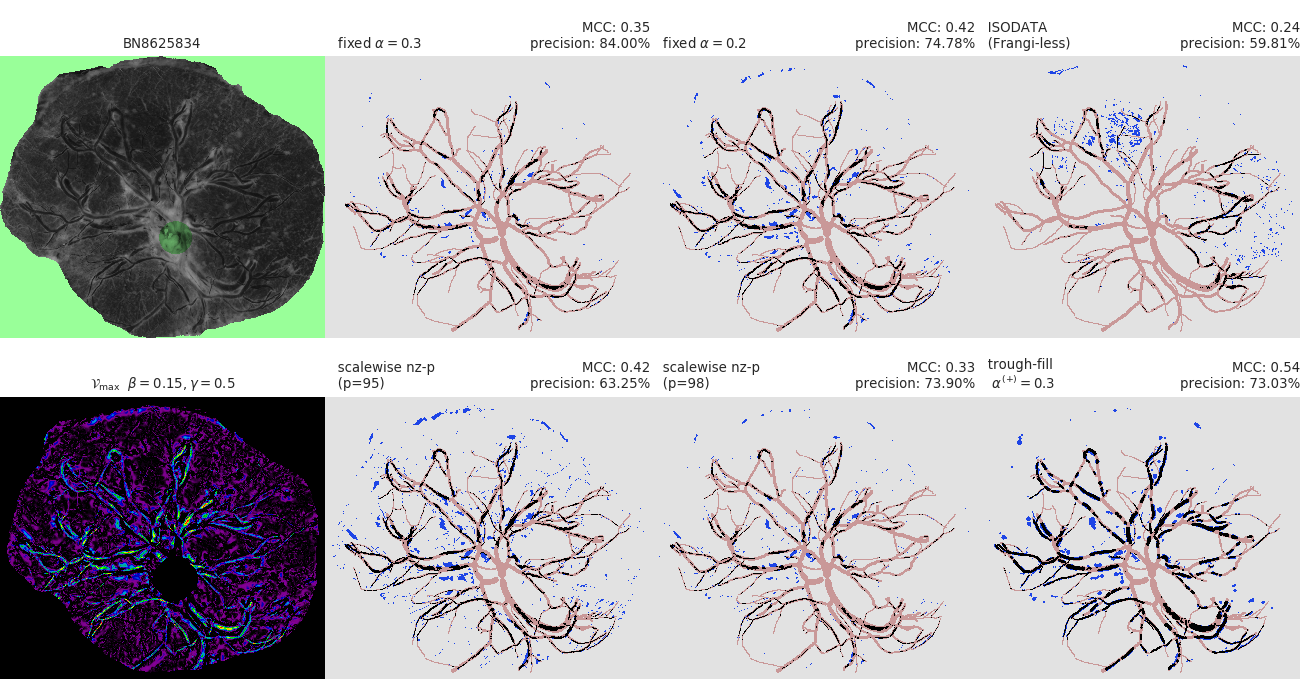 BN8625834
fixed α = 0.3
MCC: 0.35
precision: 84.00%
fixed α = 0.2
MCC: 0.42
precision: 74.78%
ISODATA
(Frangi-less)
MCC: 0.24
precision: 59.81%
𝒱max β = 0.15, γ = 0.5
scalewise nz-p
(p=95)
MCC: 0.42
precision: 63.25%
scalewise nz-p
(p=98)
MCC: 0.33
precision: 73.90%
trough-fill
α(+) = 0.3
MCC: 0.54
precision: 73.03%